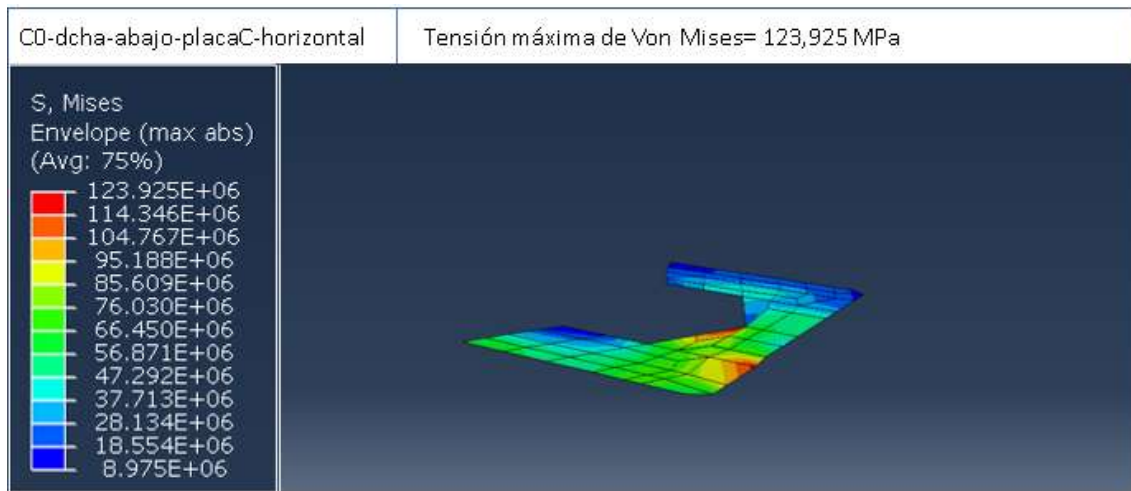 C0-dcha-abajo-placaC-horizontal
Tensión máxima de Von Mises= 123,925 MPa
S, Mises
Envelope (max abs)
(Avg: 75%)
123.925E+06
114.346E+06
104.767E+06
95.188E+06
85.609E+06
76.030E+06
66.450E+06
56.871E+06
47.292E+06
37.713E+06
28.134E+06
18.554E+06
8.975E+06